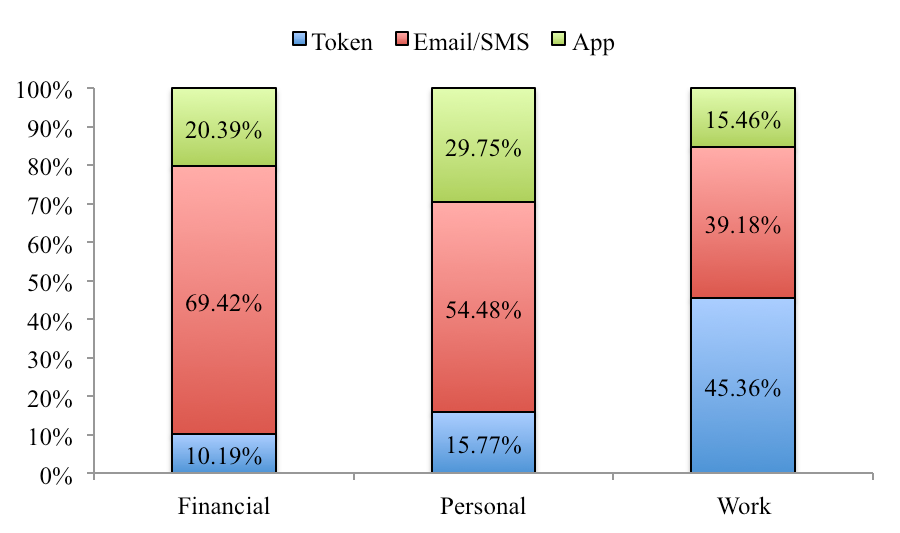 Token Email/SMS App
100%
90%
80%
70%
60%
50%
40%
30%
20%
10%
0%
20.39% 29.75% 15.46%
69.42% 54.48% 39.18%
10.19% 15.77% 45.36%
Financial Personal Work